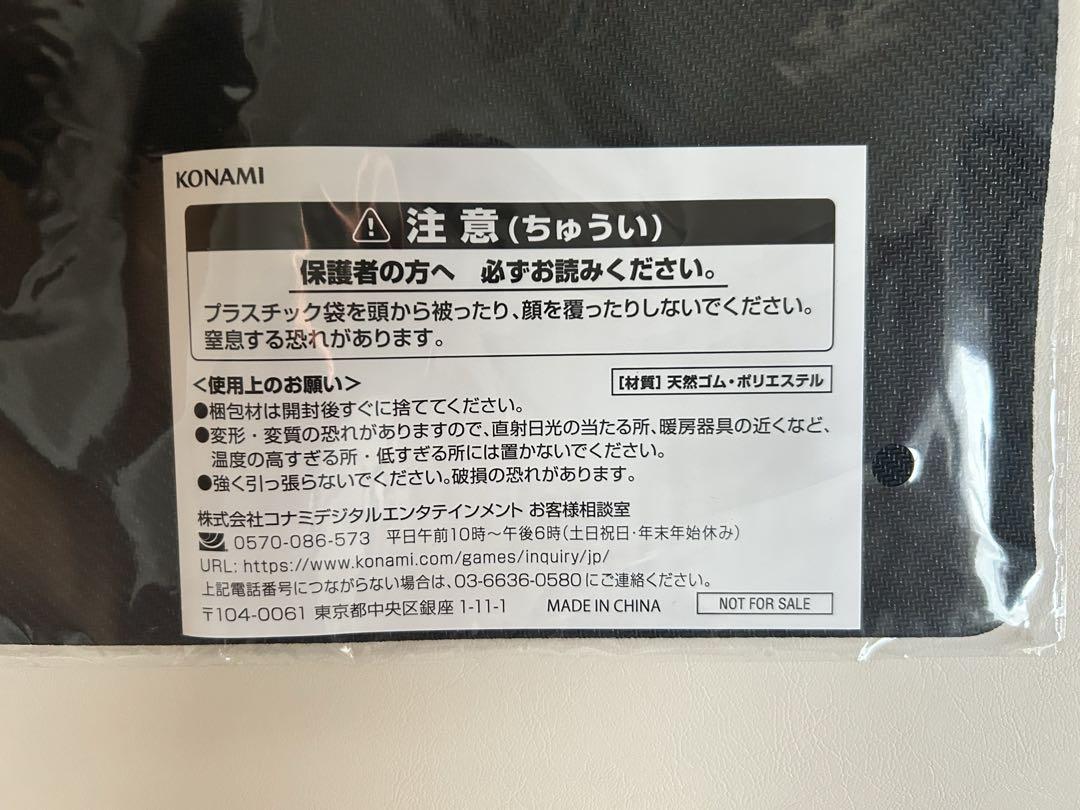 KONAMI
注意(ちゅうい)
保護者の方へ 必ずお読みください。
プラスチック袋を頭から被ったり、顔を覆ったりしないでください。
窒息する恐れがあります。
<使用上のお願い>
[材質] 天然ゴム・ポリエステル
●梱包材は開封後すぐに捨ててください。
●変形・変質の恐れがありますので、直射日光の当たる所、暖房器具の近くなど、
温度の高すぎる所・低すぎる所には置かないでください。
●強く引っ張らないでください。破損の恐れがあります。
株式会社コナミデジタルエンタテインメント お客様相談室
0570-086-573 平日午前10時~午後6時(土日祝日・年末年始休み)
URL: https://www.konami.com/games/inquiry/jp/
上記電話番号につながらない場合は、03-6636-0580にご連絡ください。
〒104-0061 東京都中央区銀座 1-11-1 MADE IN CHINA NOT FOR SALE